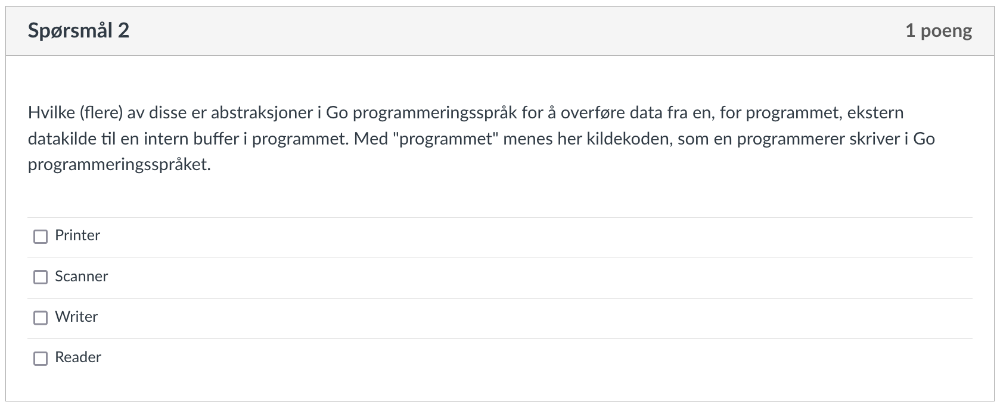 Spørsmål 2
1 poeng
Hvilke (flere) av disse er abstraksjoner i Go programmeringsspråk for å overføre data fra en, for programmet, ekstern
datakilde til en intern buffer i programmet. Med "programmet" menes her kildekoden, som en programmerer skriver i Go
programmeringsspråket.
Printer
Scanner
Writer
Reader